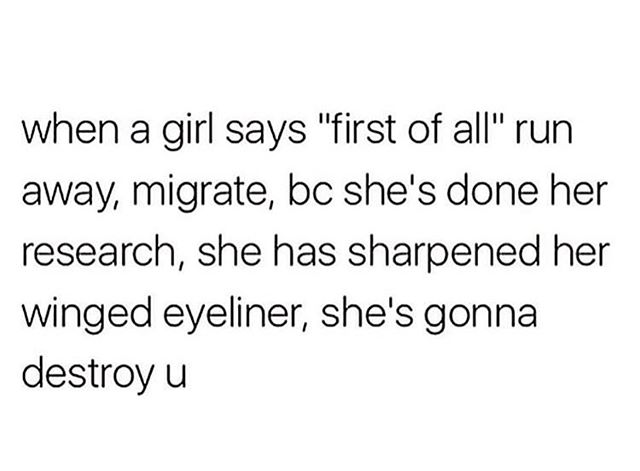 when a girl says "first of all" run
away, migrate, bc she's done her
research, she has sharpened her
winged eyeliner, she's gonna
destroy u